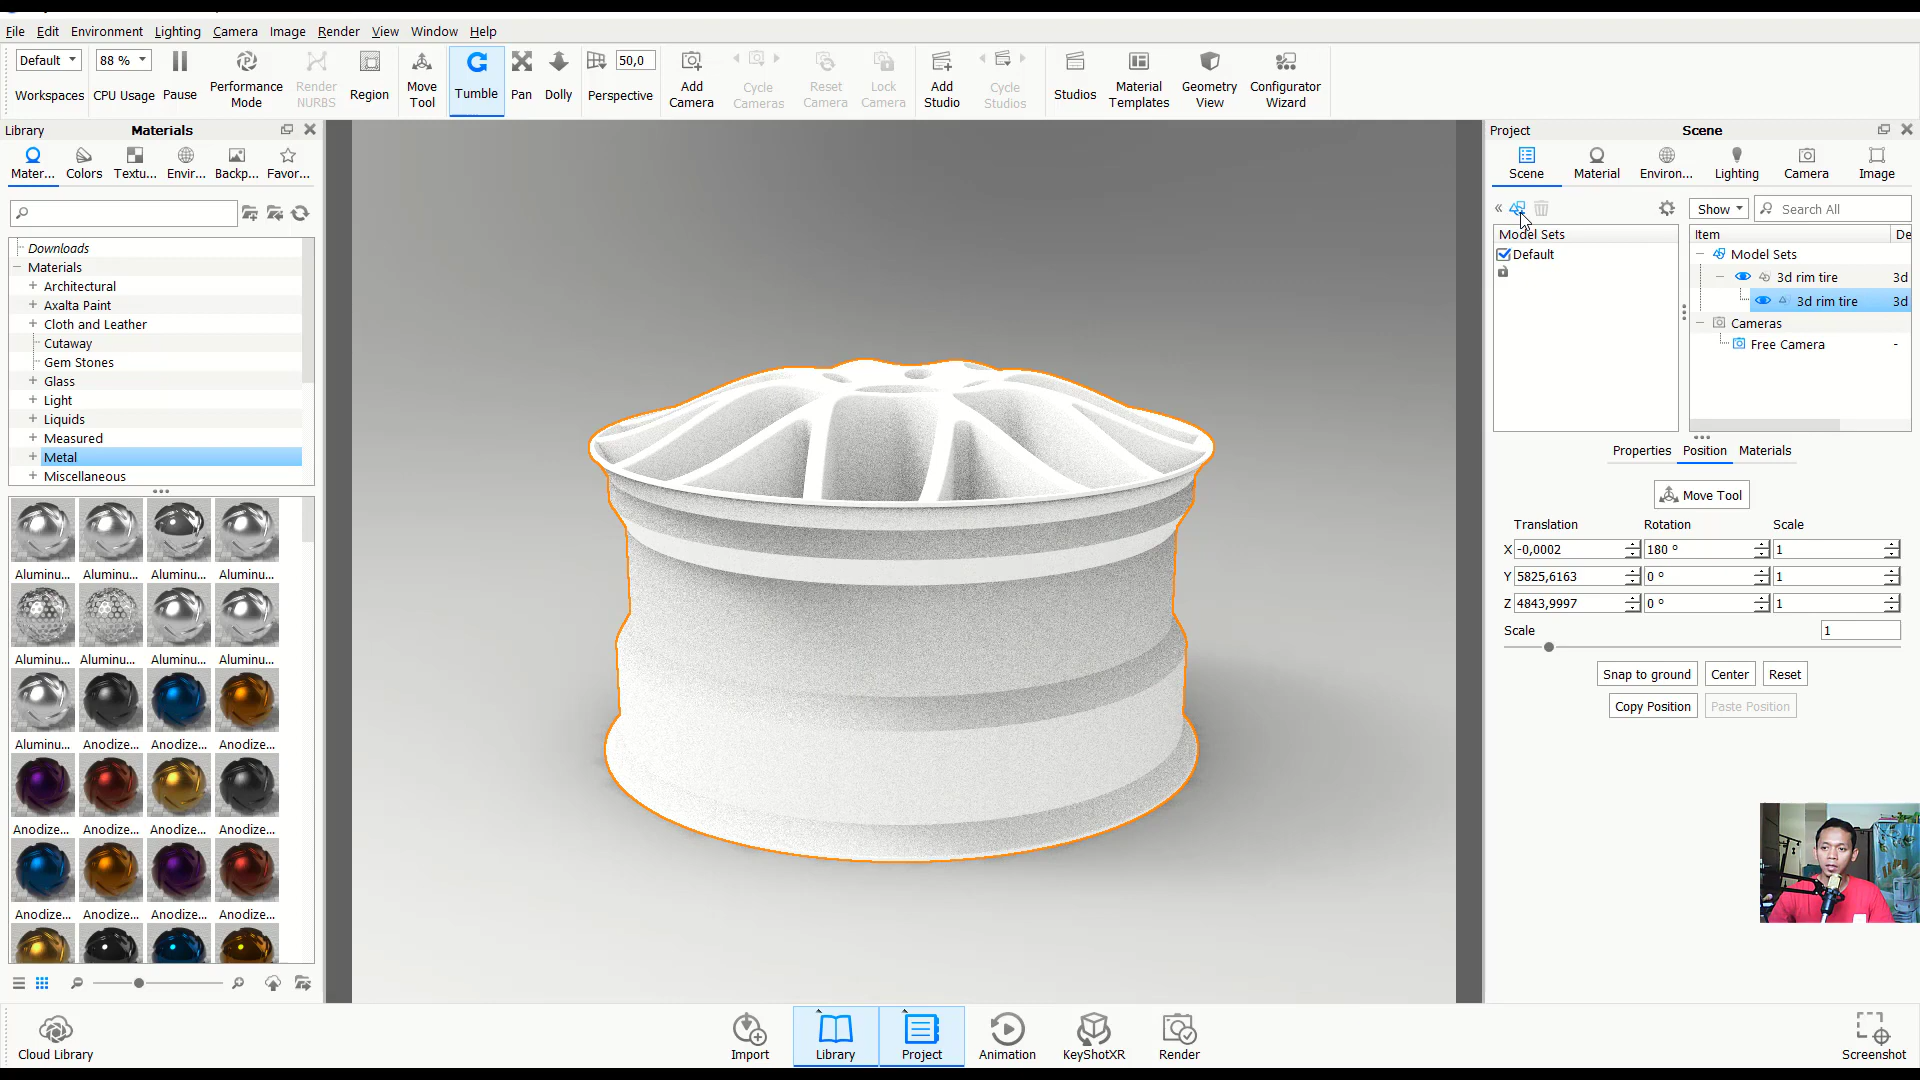 File Edit Environment Lighting Camera Image Render View Window Help
Default 88 % 50,0
Workspaces CPU Usage Pause Performance Mode Render NURBS Region Move Tool Tumble Pan Dolly Perspective Add Camera Cycle Cameras Reset Camera Lock Camera Add Studio Cycle Studios Studios Material Templates Geometry View Configurator Wizard
Library Materials
Mater... Colors Textu... Envir... Backp... Favor...
Downloads
Materials
Architectural
Axalta Paint
Cloth and Leather
Cutaway
Gem Stones
Glass
Light
Liquids
Measured
Metal
Miscellaneous
Aluminu... Aluminu... Aluminu... Aluminu...
Aluminu... Aluminu... Aluminu... Aluminu...
Aluminu... Anodize... Anodize... Anodize...
Anodize... Anodize... Anodize... Anodize...
Anodize... Anodize... Anodize... Anodize...
Project Scene
Scene Material Environ... Lighting Camera Image
Show Search All
Model Sets
Default
Item De
Model Sets
3d rim tire 3d
3d rim tire 3d
Cameras
Free Camera -
Properties Position Materials
Move Tool
Translation Rotation Scale
X -0,0002 180 ° 1
Y 5825,6163 0 ° 1
Z 4843,9997 0 ° 1
Scale 1
Snap to ground Center Reset
Copy Position Paste Position
Cloud Library Import Library Project Animation KeyShotXR Render Screenshot